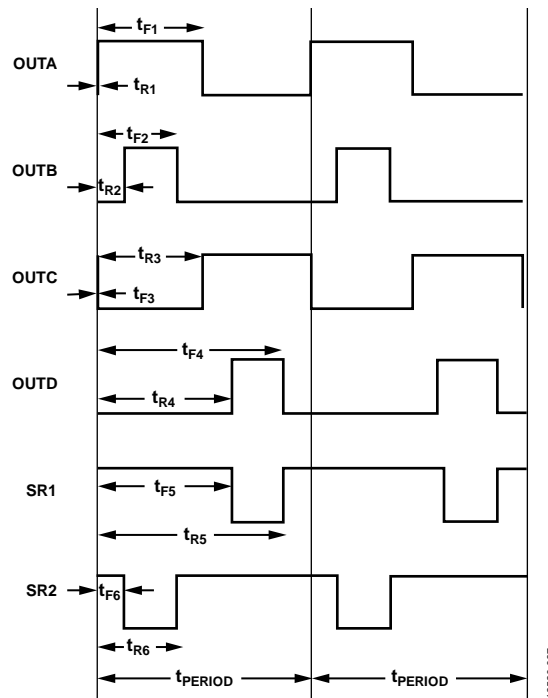 tF1
OUTA
tR1
tF2
OUTB
tR2
tR3
OUTC
tF3
tF4
OUTD
tR4
SR1
tF5
tR5
SR2
tF6
tR6
tPERIOD tPERIOD